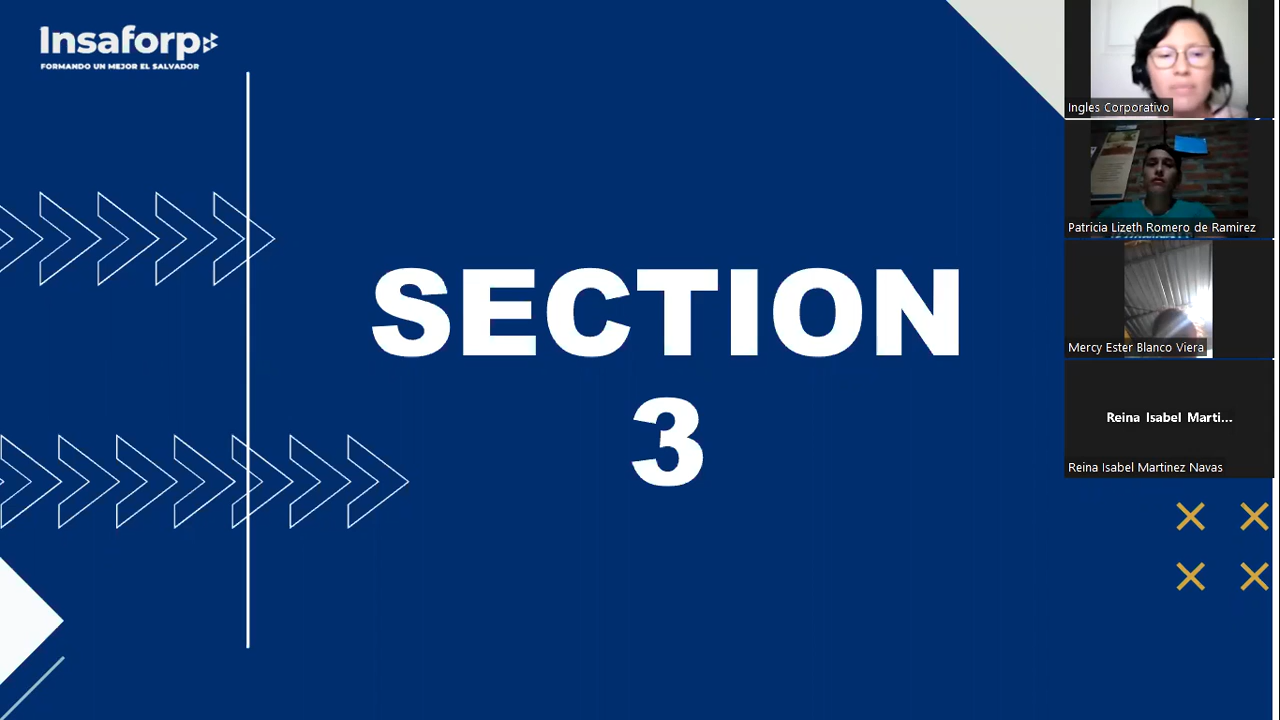 Insaforp
FORMANDO UN MEJOR EL SALVADOR
SECTION
3
Ingles Corporativo
Patricia Lizeth Romero de Ramirez
Mercy Ester Blanco Viera
Reina Isabel Marti...
Reina Isabel Martinez Navas